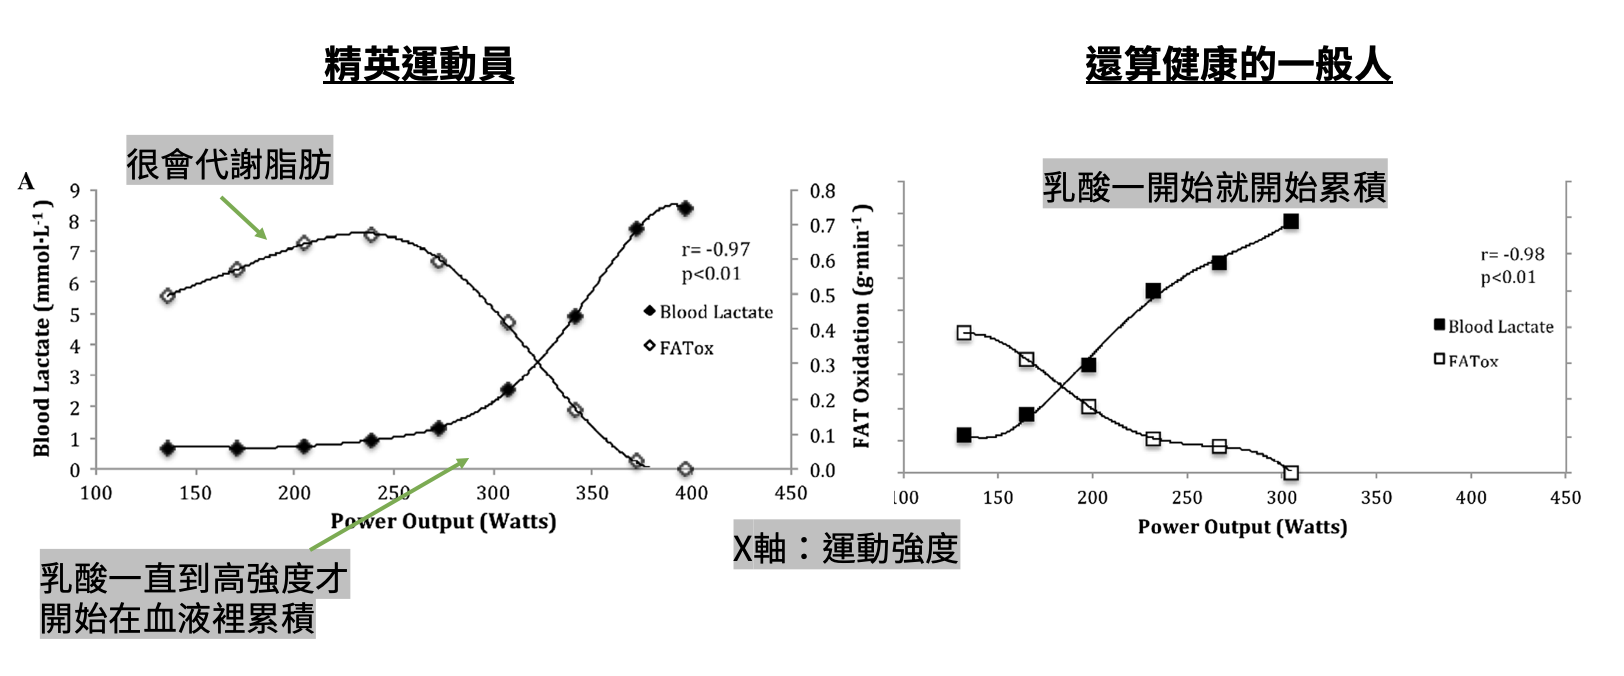 精英運動員
還算健康的一般人
很會代謝脂肪
乳酸一開始就開始累積
A
9
8
7
6
5
4
3
2
1
0
Blood Lactate (mmol·L⁻¹)
0.8
0.7
0.6
0.5
0.4
0.3
0.2
0.1
0.0
FAT Oxidation (g·min⁻¹)
r= -0.97
p<0.01
Blood Lactate
FATox
100 150 200 250 300 350 400 450
Power Output (Watts)
r= -0.98
p<0.01
Blood Lactate
FATox
100 150 200 250 300 350 400 450
Power Output (Watts)
X軸：運動強度
乳酸一直到高強度才
開始在血液裡累積